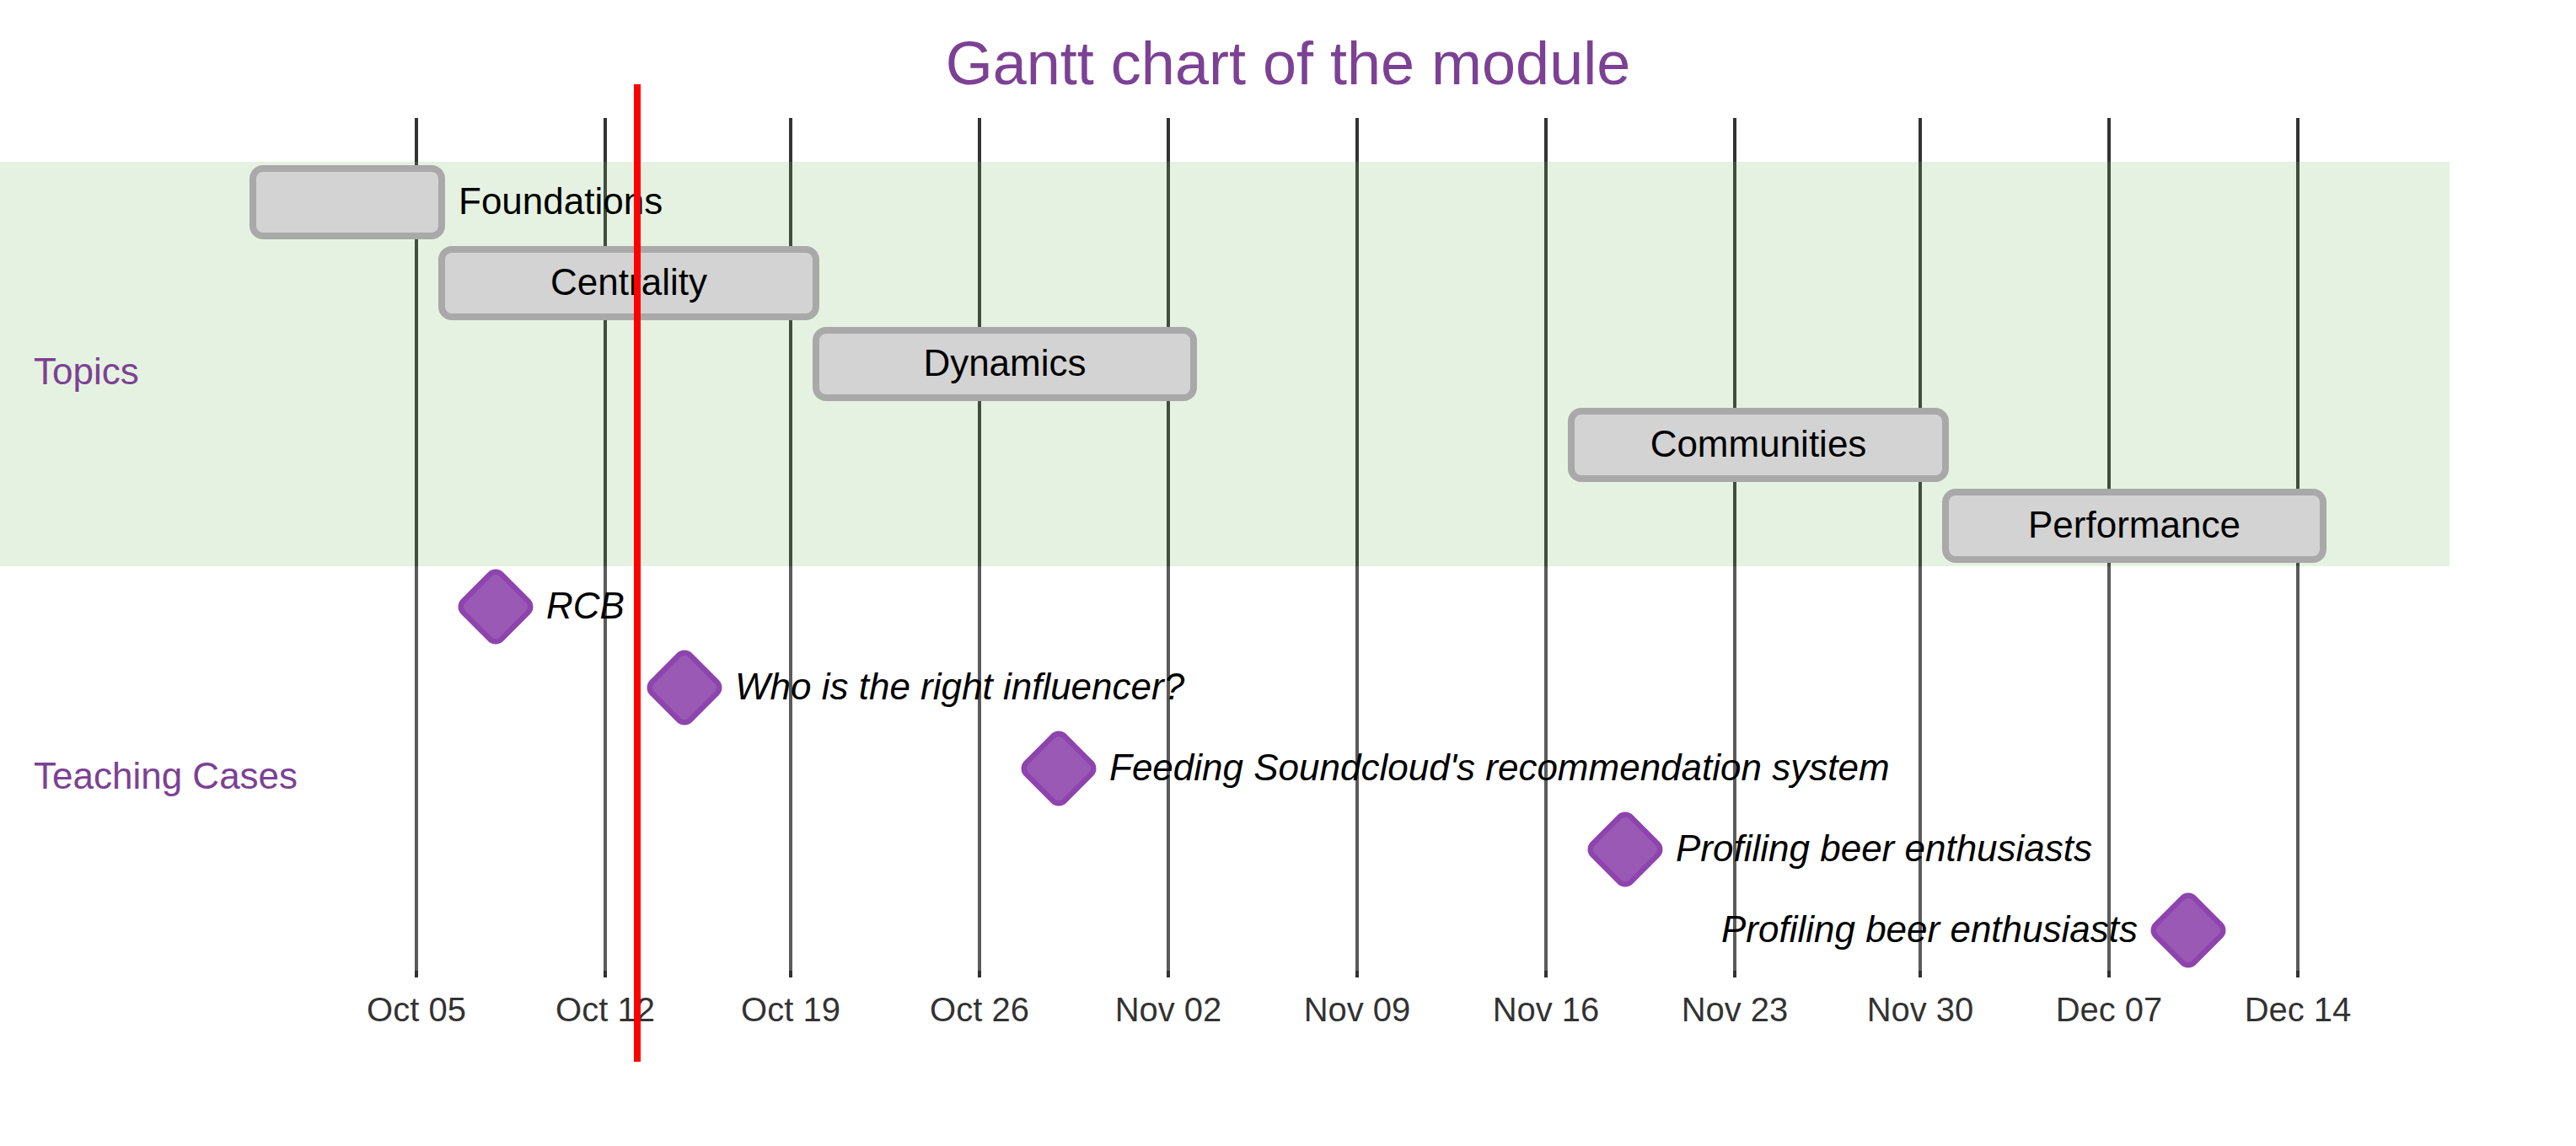 Gantt chart of the module
Foundations
Centrality
Dynamics
Topics
Communities
Performance
RCB
Who is the right influencer?
Feeding Soundcloud's recommendation system
Teaching Cases
Profiling beer enthusiasts
Profiling beer enthusiasts
Oct 05 Oct 12 Oct 19 Oct 26 Nov 02 Nov 09 Nov 16 Nov 23 Nov 30 Dec 07 Dec 14